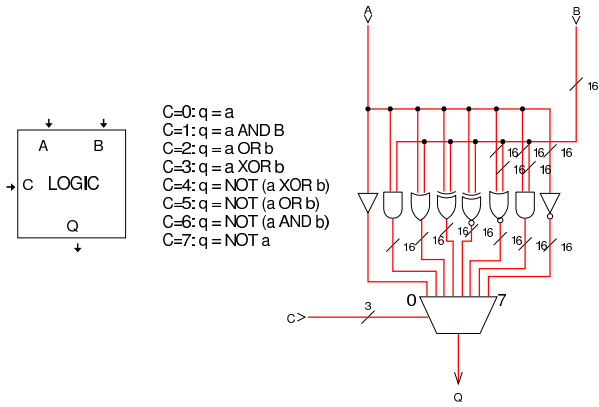 A
B
C
LOGIC
Q
C=0: q = a
C=1: q = a AND B
C=2: q = a OR b
C=3: q = a XOR b
C=4: q = NOT (a XOR b)
C=5: q = NOT (a OR b)
C=6: q = NOT (a AND b)
C=7: q = NOT a
A
B
16
16
16
16
16
16
16
16
16
16
16
16
16
0
7
C
3
Q